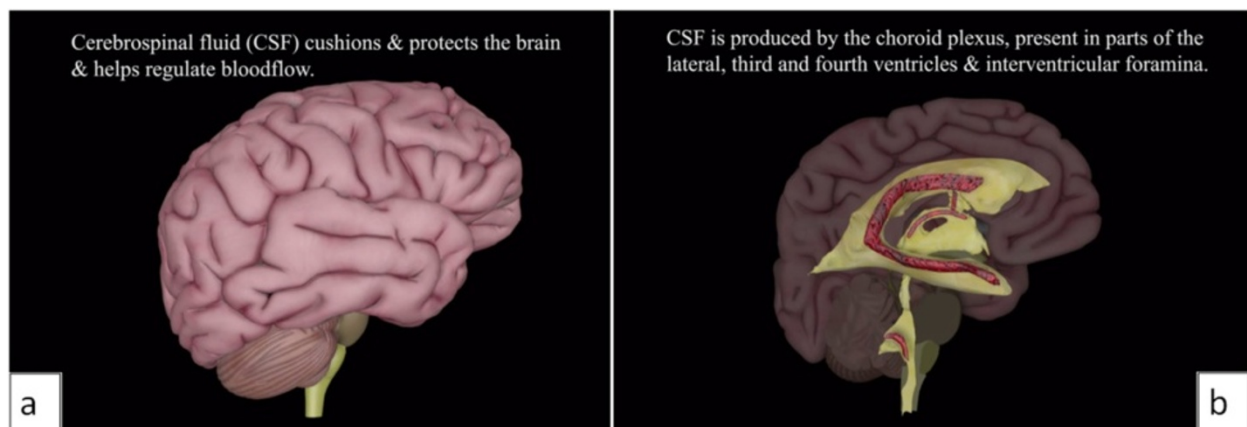 Cerebrospinal fluid (CSF) cushions & protects the brain
& helps regulate bloodflow.
a
CSF is produced by the choroid plexus, present in parts of the
lateral, third and fourth ventricles & interventricular foramina.
b